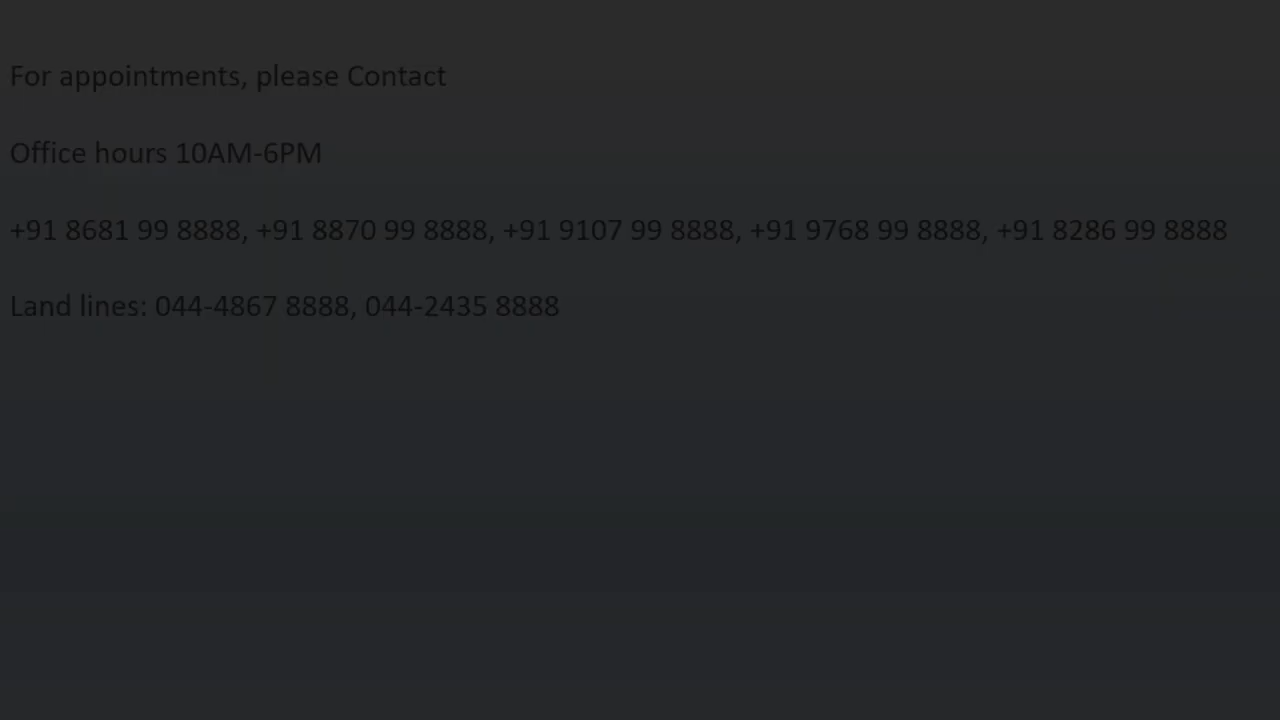 For appointments, please Contact
Office hours 10AM-6PM
+91 8681 99 8888, +91 8870 99 8888, +91 9107 99 8888, +91 9768 99 8888, +91 8286 99 8888
Land lines: 044-4867 8888, 044-2435 8888